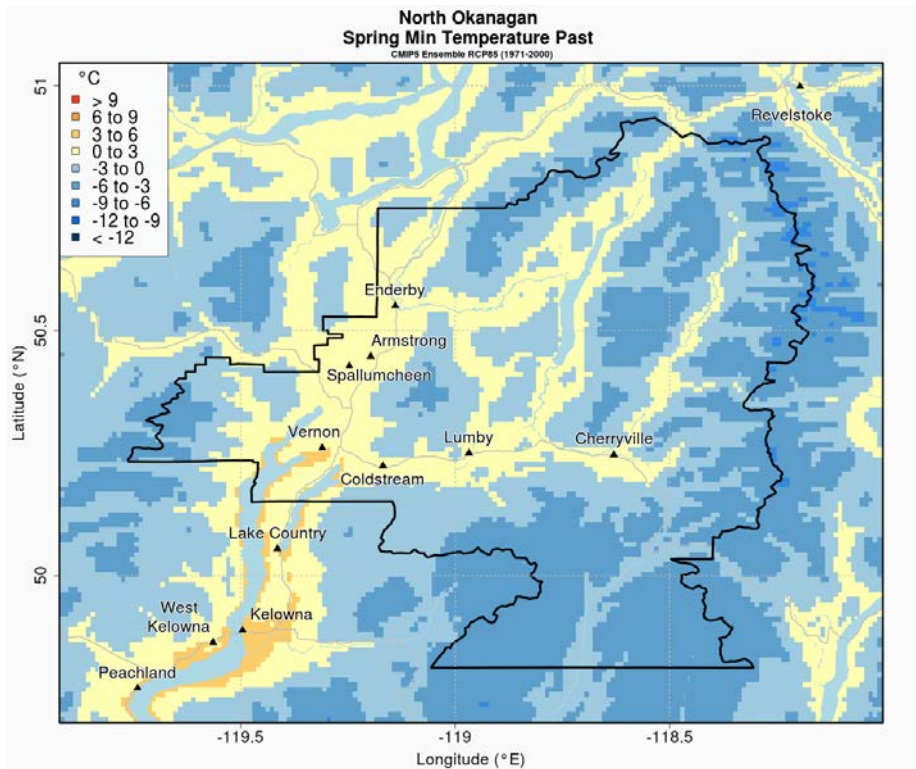 North Okanagan
Spring Min Temperature Past
CMIP5 Ensemble RCP85 (1971-2000)
°C
> 9
6 to 9
3 to 6
0 to 3
-3 to 0
-6 to -3
-9 to -6
-12 to -9
< -12
51
50.5
50
Latitude (°N)
Revelstoke
Enderby
Armstrong
Spallumcheen
Vernon
Lumby
Cherryville
Coldstream
Lake Country
West
Kelowna
Kelowna
Peachland
-119.5
-119
-118.5
Longitude (°E)